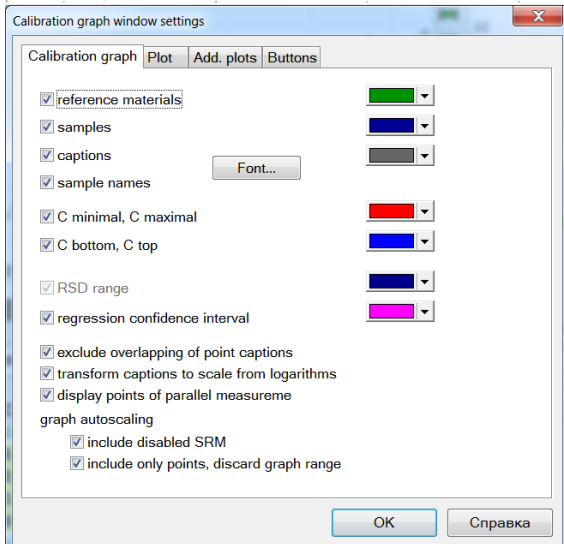 Calibration graph window settings
Calibration graph Plot Add. plots Buttons
reference materials
samples
captions
Font...
sample names
C minimal, C maximal
C bottom, C top
RSD range
regression confidence interval
exclude overlapping of point captions
transform captions to scale from logarithms
display points of parallel measureme
graph autoscaling
include disabled SRM
include only points, discard graph range
OK Справка